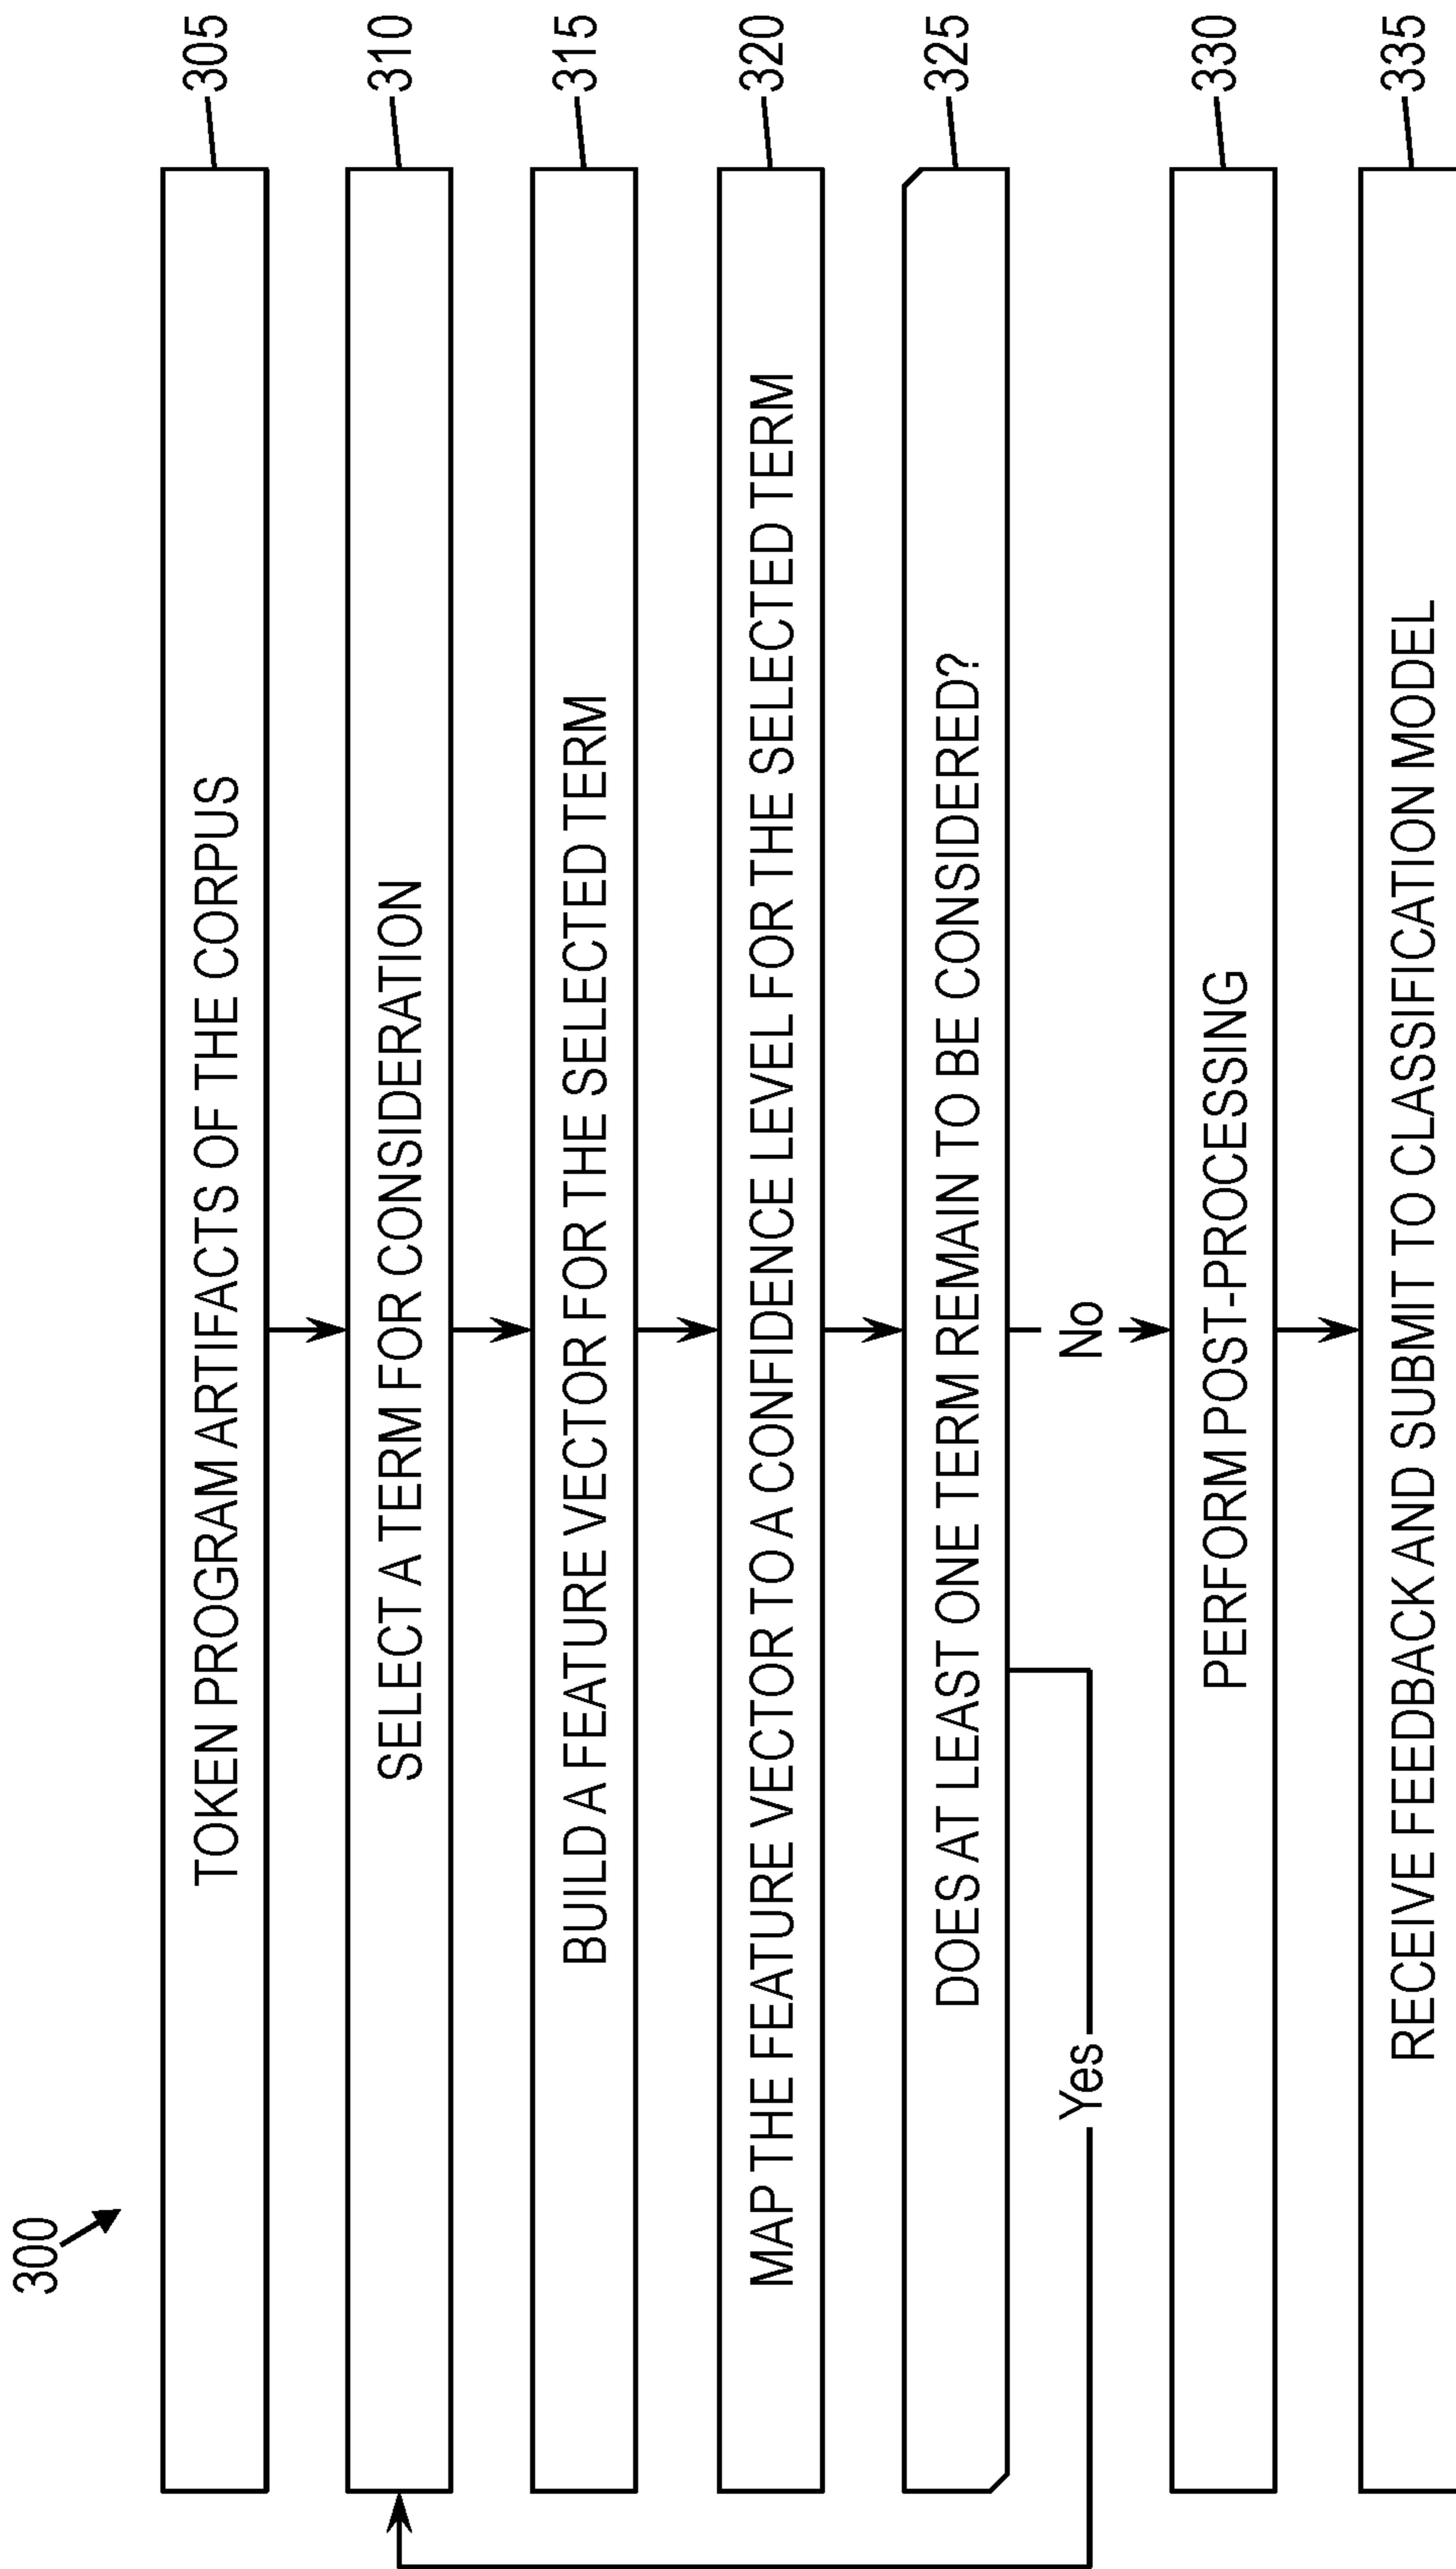 300
TOKEN PROGRAM ARTIFACTS OF THE CORPUS
305
SELECT A TERM FOR CONSIDERATION
310
BUILD A FEATURE VECTOR FOR THE SELECTED TERM
315
MAP THE FEATURE VECTOR TO A CONFIDENCE LEVEL FOR THE SELECTED TERM
320
DOES AT LEAST ONE TERM REMAIN TO BE CONSIDERED?
325
Yes
No
PERFORM POST-PROCESSING
330
RECEIVE FEEDBACK AND SUBMIT TO CLASSIFICATION MODEL
335